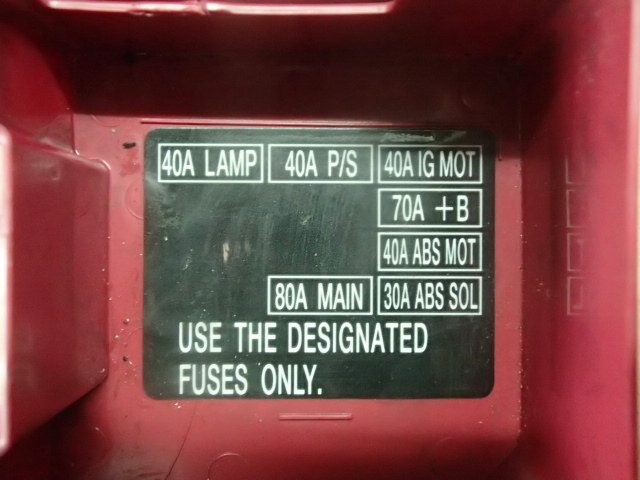 40A LAMP 40A P/S 40A IG MOT
70A +B
40A ABS MOT
80A MAIN 30A ABS SOL
USE THE DESIGNATED
FUSES ONLY.